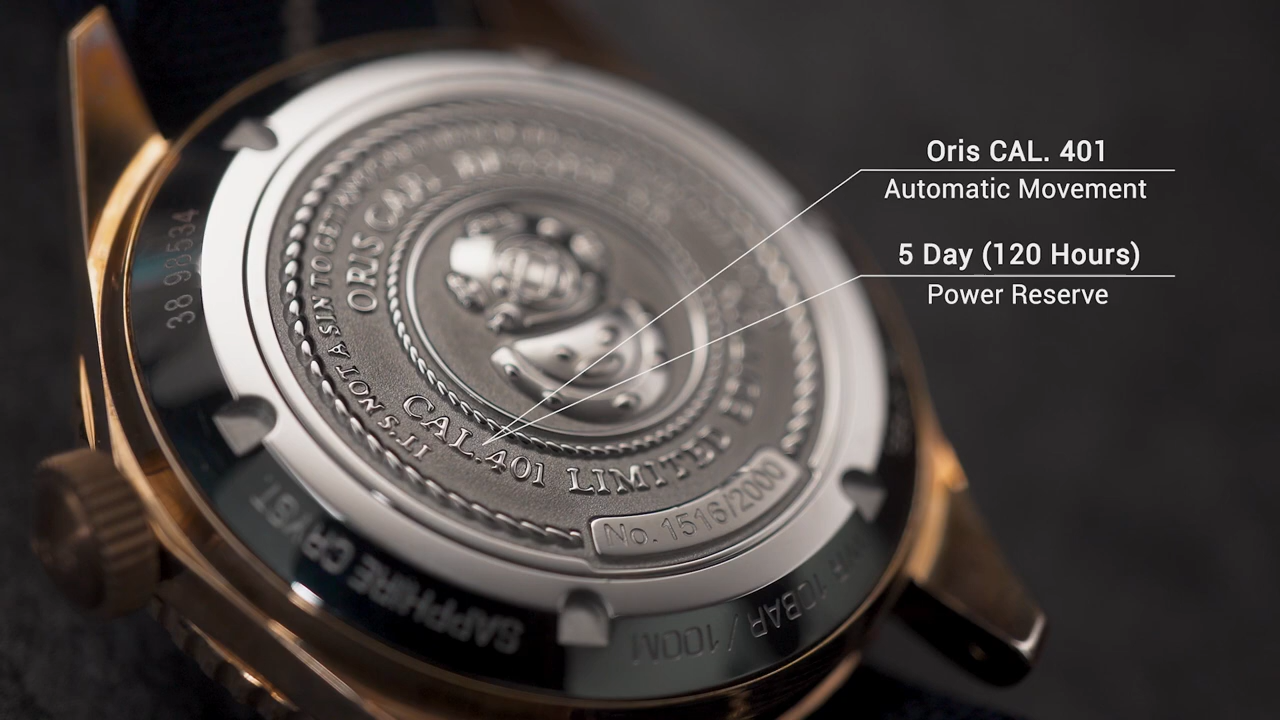 Oris CAL. 401
Automatic Movement
5 Day (120 Hours)
Power Reserve
38 98534
ORIS CAL.
CAL.401 LIMITED
IT'S NOT A SIN TO GET
No. 1516/2000
SAPPHIRE CRYST.
10BAR / 100M